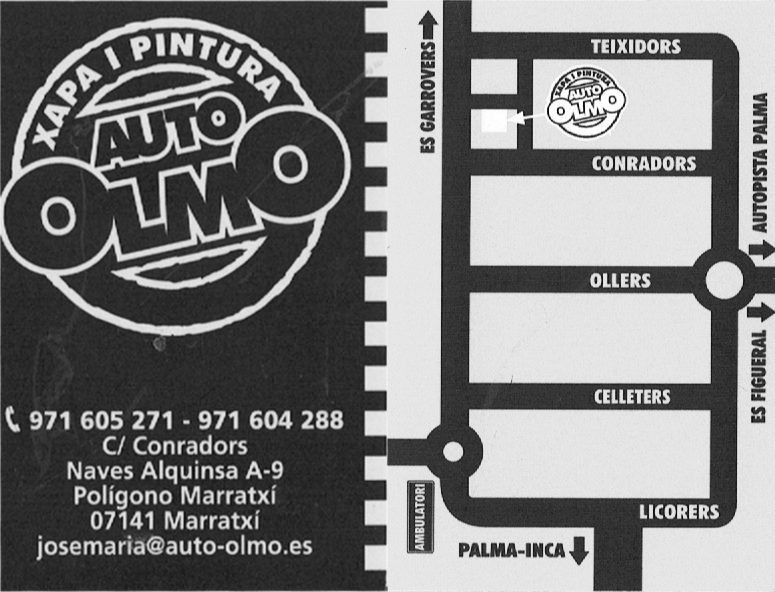 XAPA I PINTURA
AUTO
OLMO
971 605 271 - 971 604 288
C/ Conradors
Naves Alquinsa A-9
Polígono Marratxí
07141 Marratxí
josemaria@auto-olmo.es
ES GARROVERS
TEIXIDORS
XAPA I PINTURA
AUTO
OLMO
CONRADORS
AUTOPISTA PALMA
OLLERS
ES FIGUERAL
CELLETERS
AMBULATORI
LICORERS
PALMA-INCA